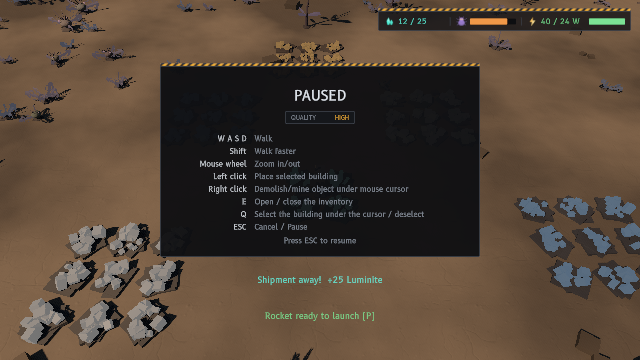 12 / 25
40 / 24 W
PAUSED
QUALITY HIGH
W A S D Walk
Shift Walk faster
Mouse wheel Zoom in/out
Left click Place selected building
Right click Demolish/mine object under mouse cursor
E Open / close the inventory
Q Select the building under the cursor / deselect
ESC Cancel / Pause
Press ESC to resume
Shipment away! +25 Luminite
Rocket ready to launch [P]